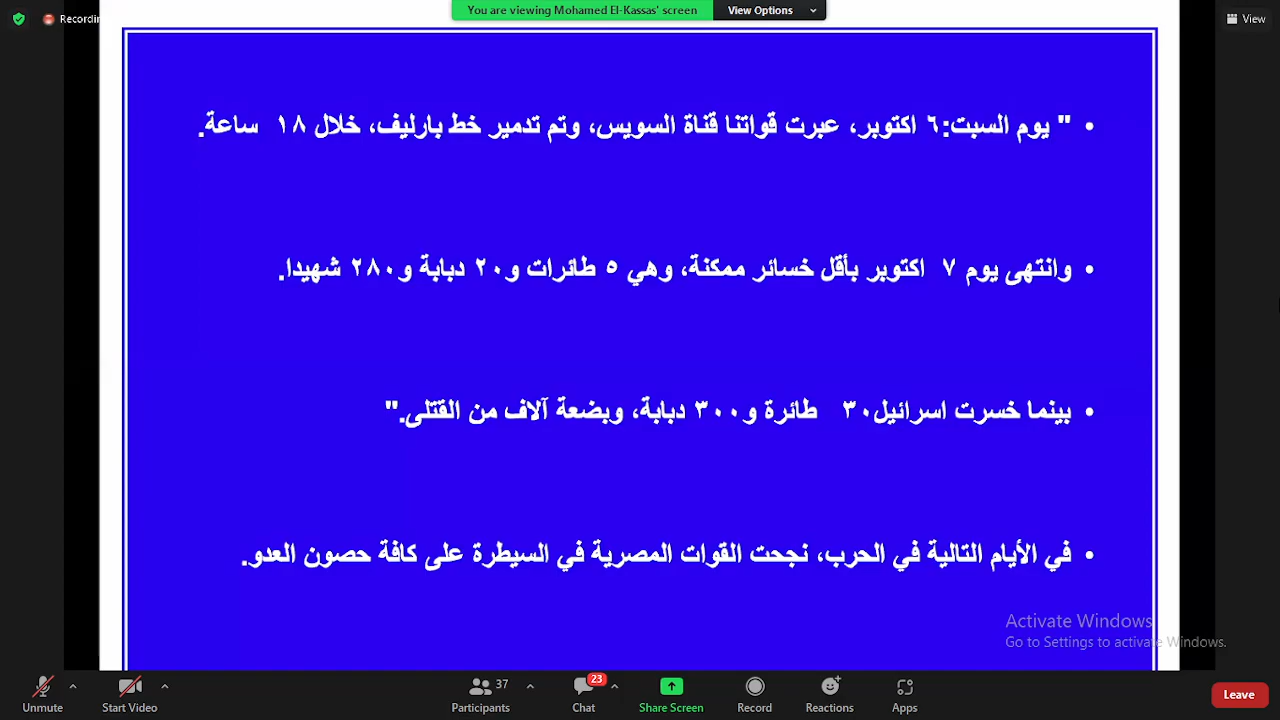 Recordin
You are viewing Mohamed El-Kassas' screen
View Options
View
• " يوم السبت:٦ اكتوبر، عبرت قواتنا قناة السويس، وتم تدمير خط بارليف، خلال ١٨ ساعة.
• وانتهى يوم ٧ اكتوبر بأقل خسائر ممكنة، وهي ٥ طائرات و٢٠ دبابة و٢٨٠ شهيدا.
• بينما خسرت اسرائيل٣٠ طائرة و٣٠٠ دبابة، وبضعة آلاف من القتلى."
• في الأيام التالية في الحرب، نجحت القوات المصرية في السيطرة على كافة حصون العدو.
Activate Windows
Go to Settings to activate Windows.
Unmute
Start Video
Participants
37
Chat
23
Share Screen
Record
Reactions
Apps
Leave